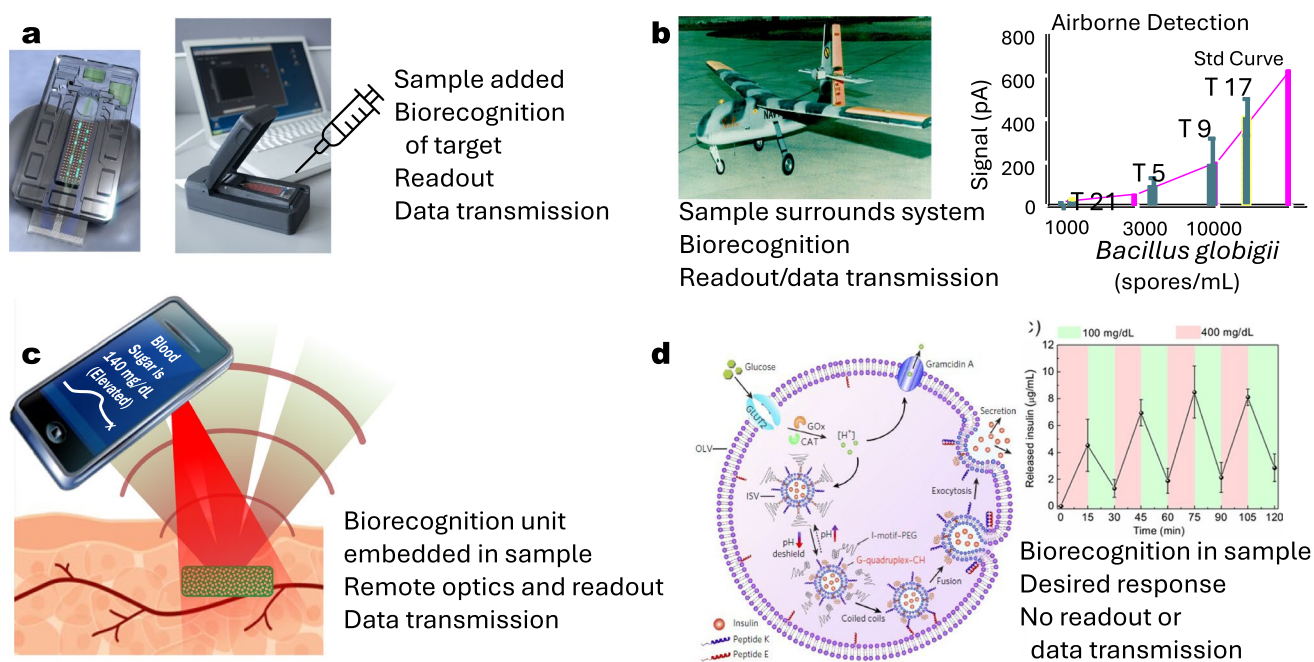 a
Sample added
Biorecognition
of target
Readout
Data transmission
b
NAV
Sample surrounds system
Biorecognition
Readout/data transmission
Airborne Detection
Signal (pA)
800
600
400
200
0
Std Curve
T 17
T 9
T 5
T 21
1000
3000
10000
Bacillus globigii
(spores/mL)
c
Blood
Sugar is
140 mg/dL
(Elevated)
Biorecognition unit
embedded in sample
Remote optics and readout
Data transmission
d
Glucose
GLUT2
Gramcidin A
GOx
CAT
[H+]
Secretion
OLV
ISV
Exocytosis
pH
deshield
pH
I-motif-PEG
G-quadruplex-CH
Fusion
Coiled coils
Insulin
Peptide K
Peptide E
c)
100 mg/dL
400 mg/dL
Released insulin (μg/mL)
12
10
8
6
4
2
0
0 15 30 45 60 75 90 105 120
Time (min)
Biorecognition in sample
Desired response
No readout or
data transmission